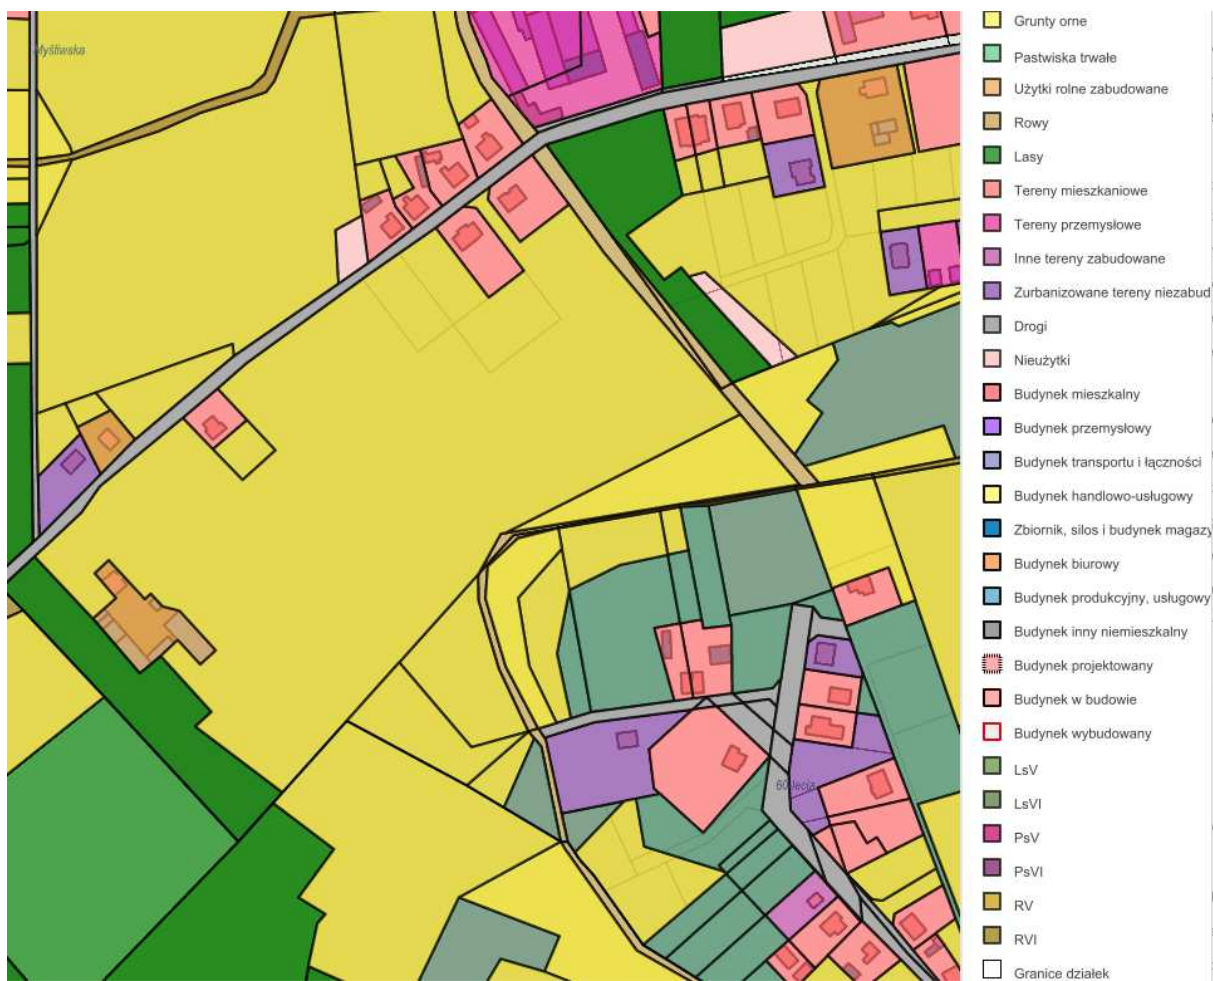 Myśliwska
60 lecia
Grunty orne
Pastwiska trwałe
Użytki rolne zabudowane
Rowy
Lasy
Tereny mieszkaniowe
Tereny przemysłowe
Inne tereny zabudowane
Zurbanizowane tereny niezabud
Drogi
Nieużytki
Budynek mieszkalny
Budynek przemysłowy
Budynek transportu i łączności
Budynek handlowo-usługowy
Zbiornik, silos i budynek magazy
Budynek biurowy
Budynek produkcyjny, usługowy
Budynek inny niemieszkalny
Budynek projektowany
Budynek w budowie
Budynek wybudowany
LsV
LsVI
PsV
PsVI
RV
RVI
Granice działek